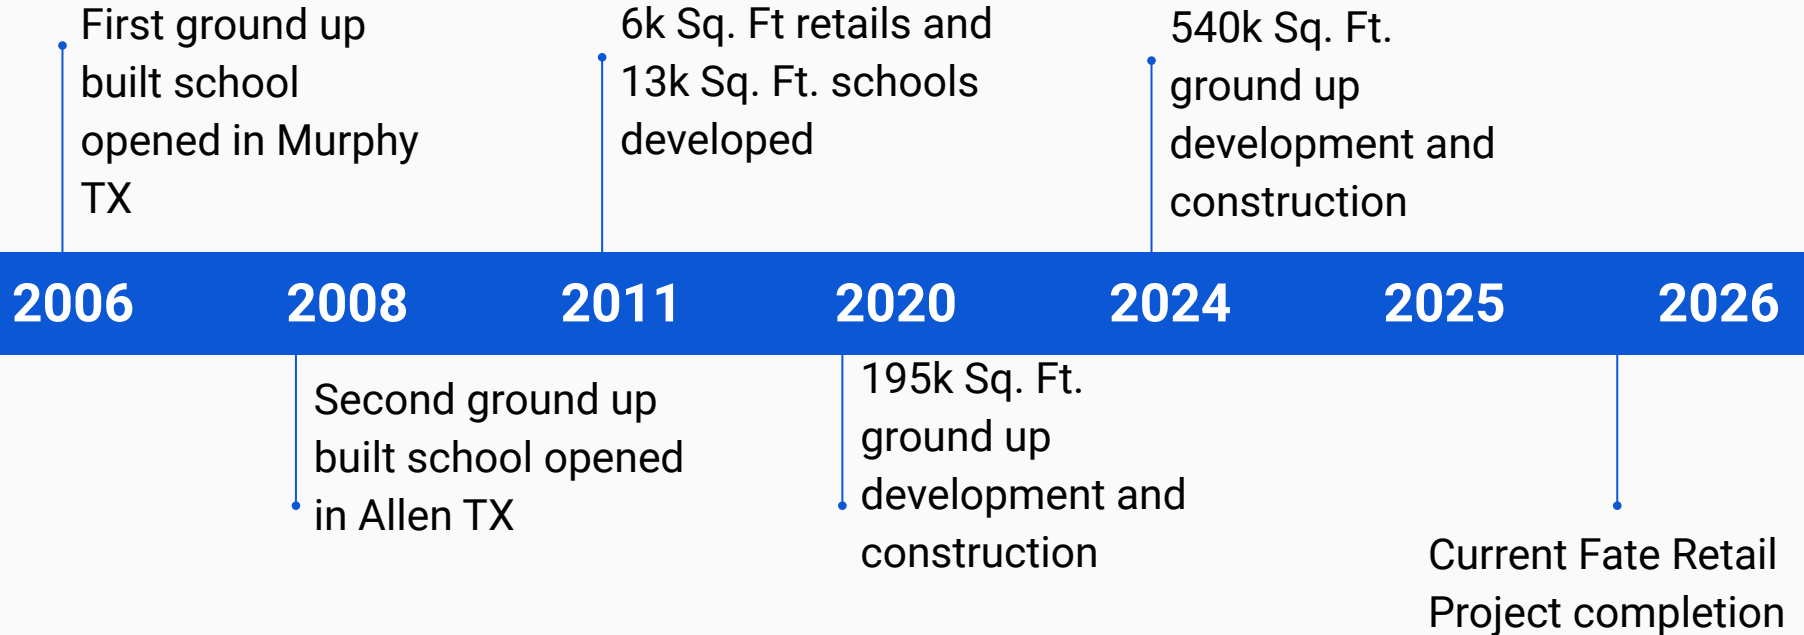 First ground up
built school
opened in Murphy
TX
6k Sq. Ft retails and
13k Sq. Ft. schools
developed
540k Sq. Ft.
ground up
development and
construction
2006
2008
2011
2020
2024
2025
2026
Second ground up
built school opened
in Allen TX
195k Sq. Ft.
ground up
development and
construction
Current Fate Retail
Project completion